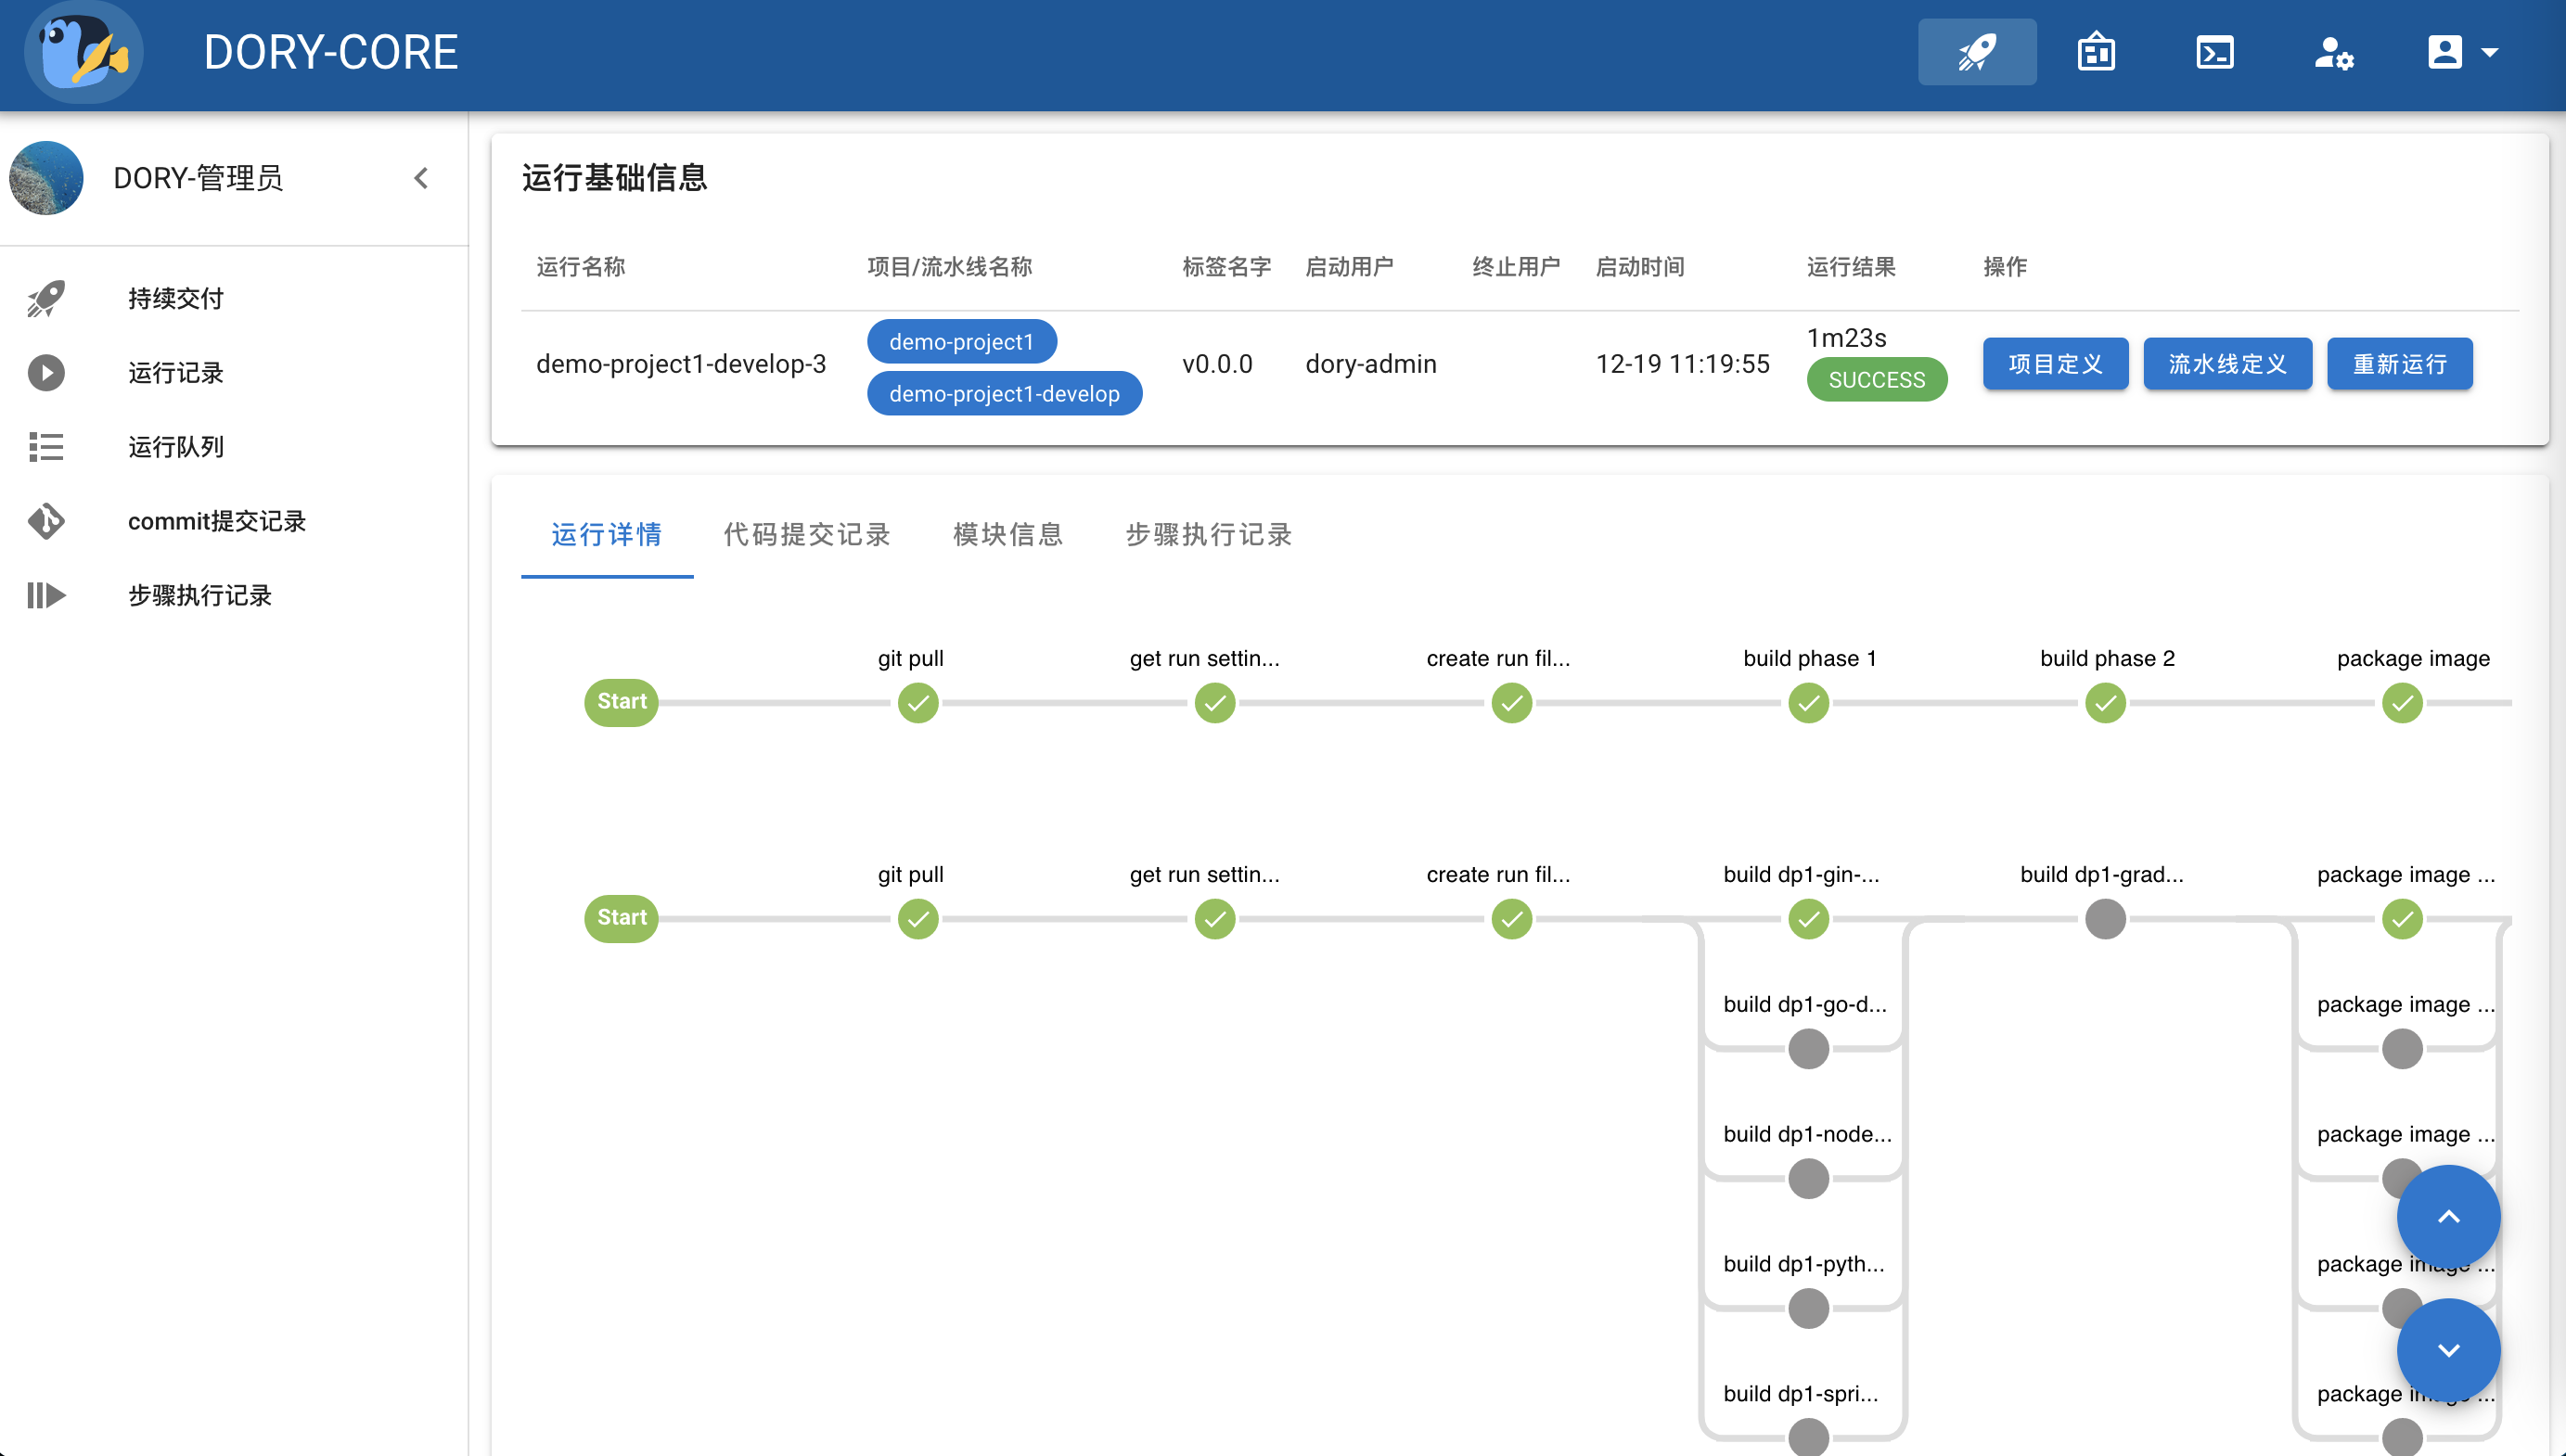 DORY-CORE
DORY-管理员
持续交付
运行记录
运行队列
commit提交记录
步骤执行记录
运行基础信息
运行名称 项目/流水线名称 标签名字 启动用户 终止用户 启动时间 运行结果 操作
demo-project1-develop-3 demo-project1 demo-project1-develop v0.0.0 dory-admin 12-19 11:19:55 1m23s SUCCESS 项目定义 流水线定义 重新运行
运行详情 代码提交记录 模块信息 步骤执行记录
git pull get run settin... create run fil... build phase 1 build phase 2 package image
Start
git pull get run settin... create run fil... build dp1-gin-... build dp1-grad... package image ...
Start
build dp1-go-d... package image ...
build dp1-node... package image ...
build dp1-pyth... package image ...
build dp1-spri... package image ...